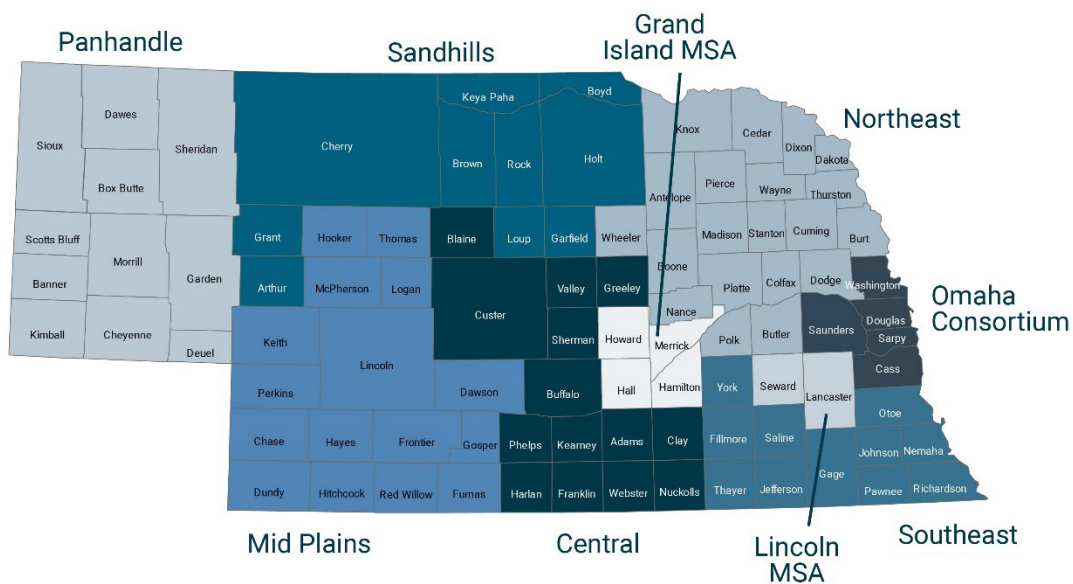 Grand
Island MSA
Panhandle
Sandhills
Northeast
Keya Paha
Boyd
Dawes
Sioux
Sheridan
Cherry
Brown
Rock
Holt
Knox
Cedar
Dixon
Dakota
Box Butte
Antelope
Pierce
Wayne
Thurston
Scotts Bluff
Morrill
Garden
Grant
Hooker
Thomas
Blaine
Loup
Garfield
Wheeler
Madison
Stanton
Cuming
Burt
Banner
Arthur
McPherson
Logan
Custer
Valley
Greeley
Boone
Platte
Colfax
Dodge
Washington
Omaha
Consortium
Kimball
Cheyenne
Deuel
Keith
Lincoln
Sherman
Howard
Merrick
Nance
Polk
Butler
Saunders
Douglas
Sarpy
Cass
Perkins
Dawson
Buffalo
Hall
Hamilton
York
Seward
Lancaster
Otoe
Chase
Hayes
Frontier
Gosper
Phelps
Kearney
Adams
Clay
Fillmore
Saline
Gage
Johnson
Nemaha
Dundy
Hitchcock
Red Willow
Furnas
Harlan
Franklin
Webster
Nuckolls
Thayer
Jefferson
Pawnee
Richardson
Mid Plains
Central
Lincoln
MSA
Southeast